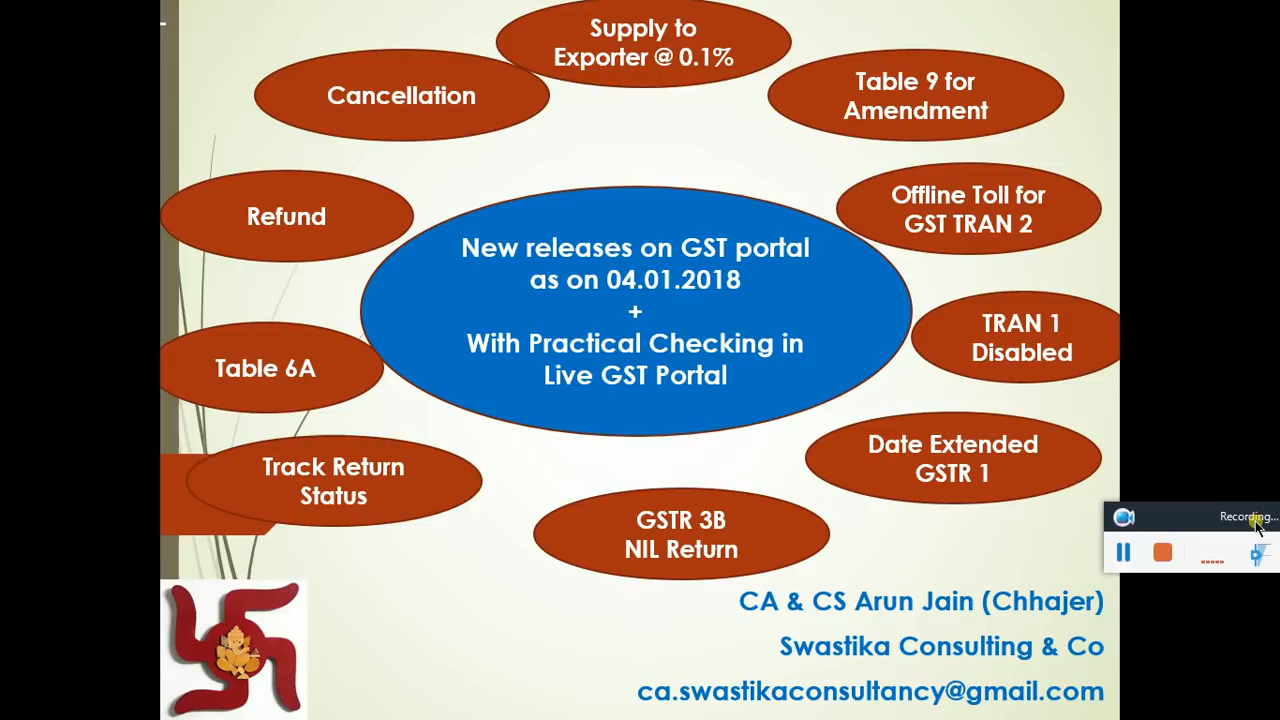 Supply to
Exporter @ 0.1%
Cancellation
Table 9 for
Amendment
Refund
Offline Toll for
GST TRAN 2
New releases on GST portal
as on 04.01.2018
+
With Practical Checking in
Live GST Portal
TRAN 1
Disabled
Table 6A
Date Extended
GSTR 1
Track Return
Status
GSTR 3B
NIL Return
Recording...
CA & CS Arun Jain (Chhajer)
Swastika Consulting & Co
ca.swastikaconsultancy@gmail.com